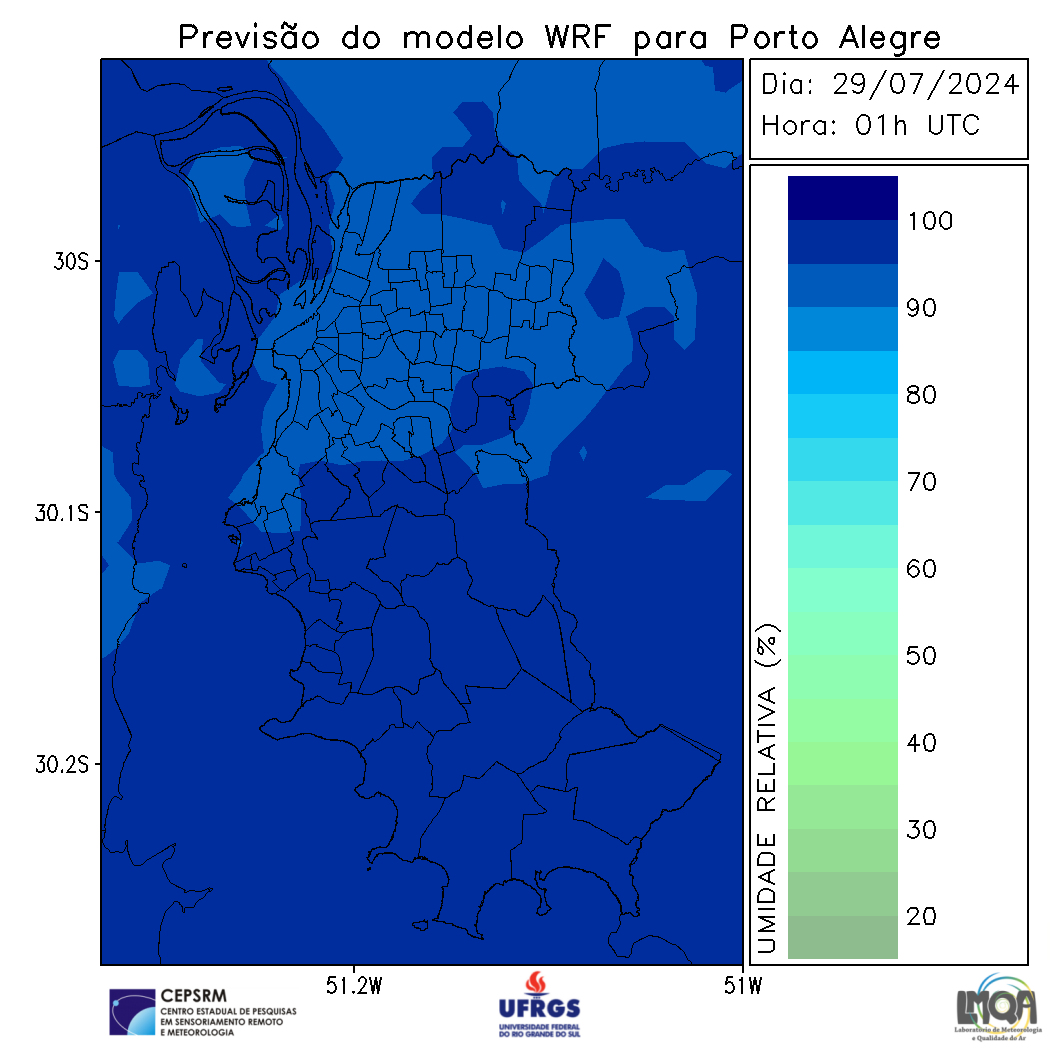 Previsão do modelo WRF para Porto Alegre
Dia: 29/07/2024
Hora: 01h UTC
30S
30.1S
30.2S
51.2W
51W
100
90
80
70
60
50
40
30
20
UMIDADE RELATIVA (%)
CEPSRM
CENTRO ESTADUAL DE PESQUISAS
EM SENSORIAMENTO REMOTO
E METEOROLOGIA
UFRGS
UNIVERSIDADE FEDERAL
DO RIO GRANDE DO SUL
LMQA
Laboratório de Meteorologia
e Qualidade do Ar